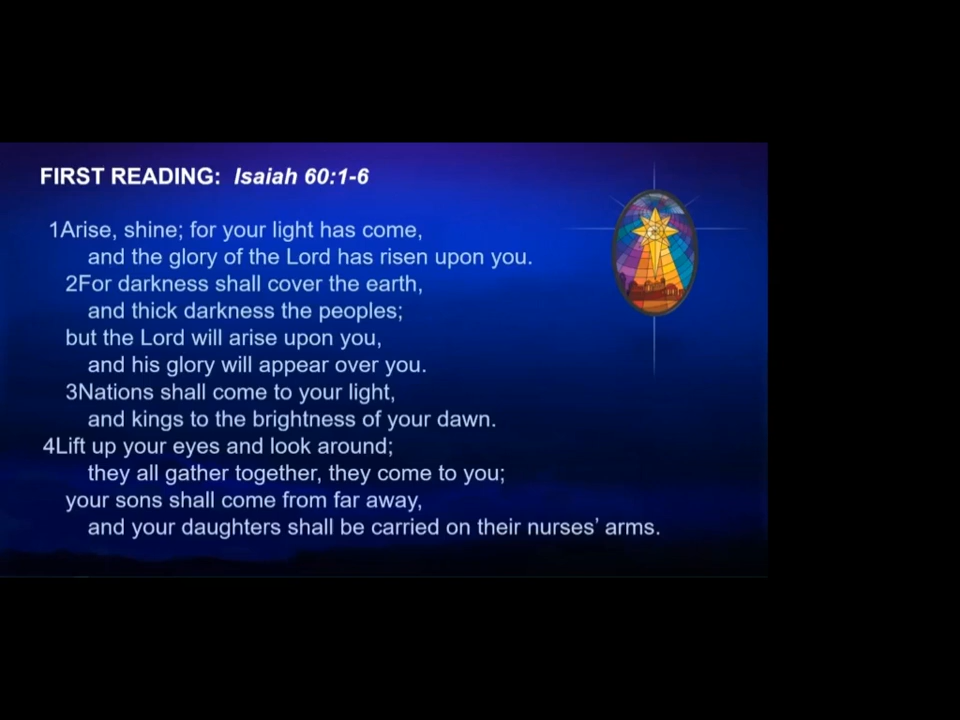 FIRST READING: Isaiah 60:1-6
1Arise, shine; for your light has come,
and the glory of the Lord has risen upon you.
2For darkness shall cover the earth,
and thick darkness the peoples;
but the Lord will arise upon you,
and his glory will appear over you.
3Nations shall come to your light,
and kings to the brightness of your dawn.
4Lift up your eyes and look around;
they all gather together, they come to you;
your sons shall come from far away,
and your daughters shall be carried on their nurses’ arms.